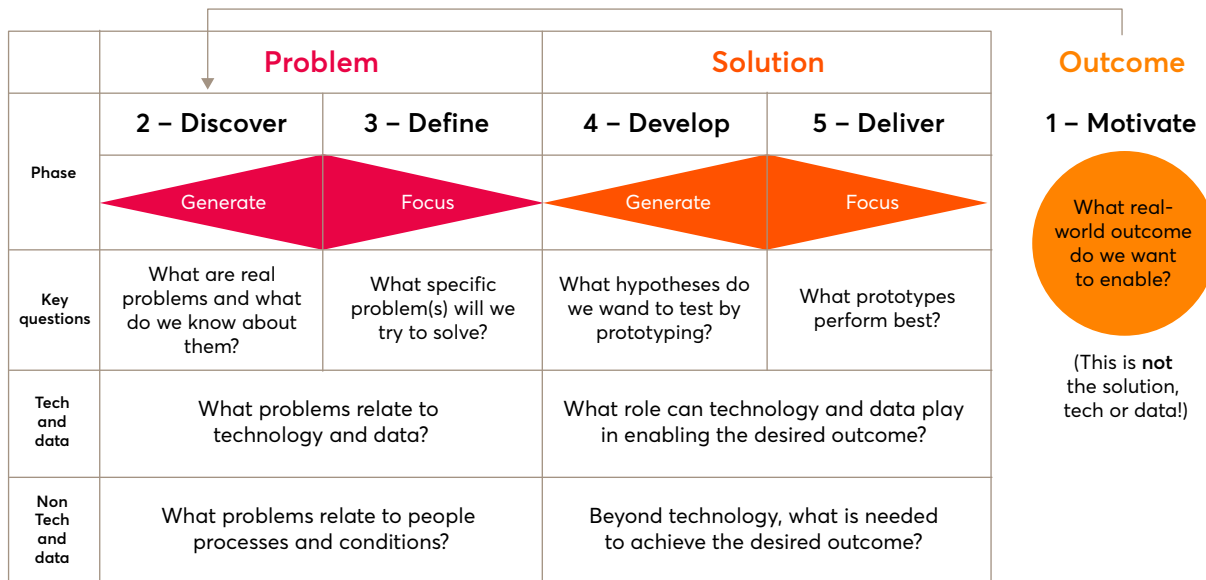 Problem
Solution
Outcome
Phase
2 – Discover
3 – Define
4 – Develop
5 – Deliver
1 – Motivate
Generate
Focus
Generate
Focus
What real-
world outcome
do we want
to enable?
(This is not
the solution,
tech or data!)
Key
questions
What are real
problems and what
do we know about
them?
What specific
problem(s) will we
try to solve?
What hypotheses do
we wand to test by
prototyping?
What prototypes
perform best?
Tech
and
data
What problems relate to
technology and data?
What role can technology and data play
in enabling the desired outcome?
Non
Tech
and
data
What problems relate to people
processes and conditions?
Beyond technology, what is needed
to achieve the desired outcome?